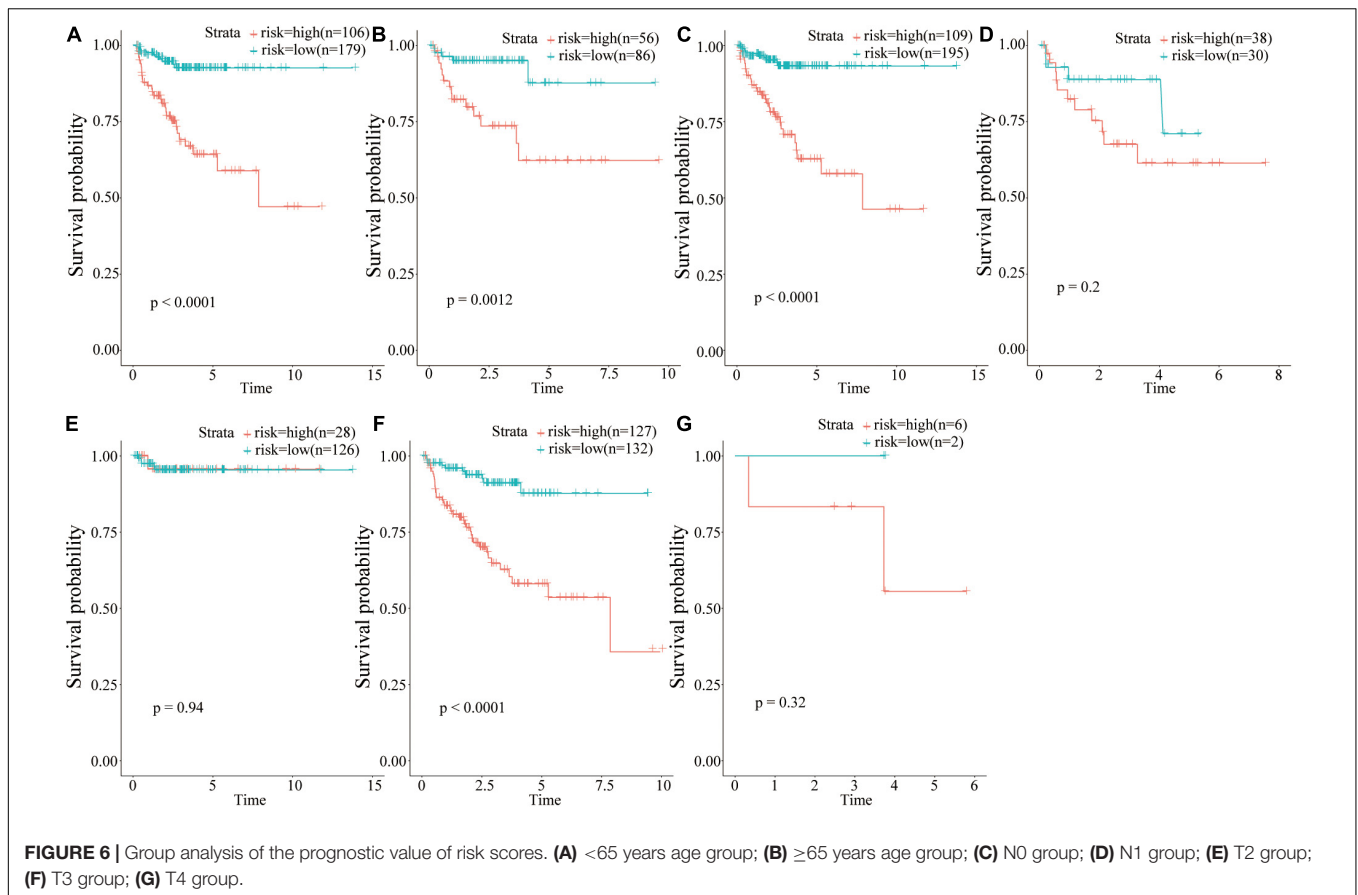 A
Strata
risk=high(n=106)
risk=low(n=179)
Survival probability
1.00
0.75
0.50
0.25
0.00
p < 0.0001
0 5 10 15
Time
B
Strata
risk=high(n=56)
risk=low(n=86)
Survival probability
1.00
0.75
0.50
0.25
0.00
p = 0.0012
0 2.5 5 7.5 10
Time
C
Strata
risk=high(n=109)
risk=low(n=195)
Survival probability
1.00
0.75
0.50
0.25
0.00
p < 0.0001
0 5 10 15
Time
D
Strata
risk=high(n=38)
risk=low(n=30)
Survival probability
1.00
0.75
0.50
0.25
0.00
p = 0.2
0 2 4 6 8
Time
E
Strata
risk=high(n=28)
risk=low(n=126)
Survival probability
1.00
0.75
0.50
0.25
0.00
p = 0.94
0 5 10 15
Time
F
Strata
risk=high(n=127)
risk=low(n=132)
Survival probability
1.00
0.75
0.50
0.25
0.00
p < 0.0001
0 2.5 5 7.5 10
Time
G
Strata
risk=high(n=6)
risk=low(n=2)
Survival probability
1.00
0.75
0.50
0.25
0.00
p = 0.32
0 1 2 3 4 5 6
Time
FIGURE 6 | Group analysis of the prognostic value of risk scores. (A) <65 years age group; (B) ≥65 years age group; (C) N0 group; (D) N1 group; (E) T2 group;
(F) T3 group; (G) T4 group.